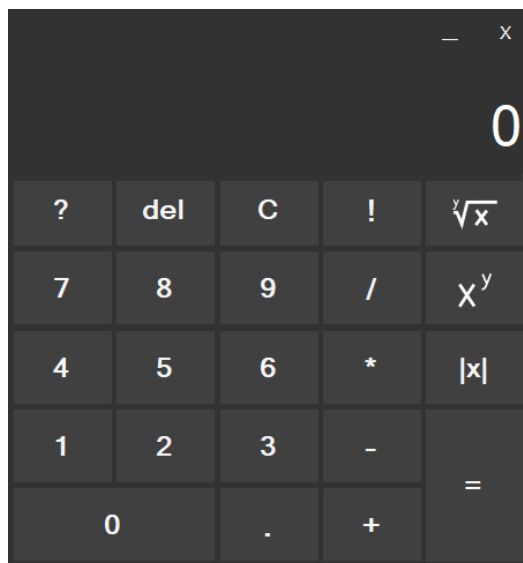 _ X
0
? del C ! ʸ√x
7 8 9 / xʸ
4 5 6 * |x|
1 2 3 -
=
0 . +